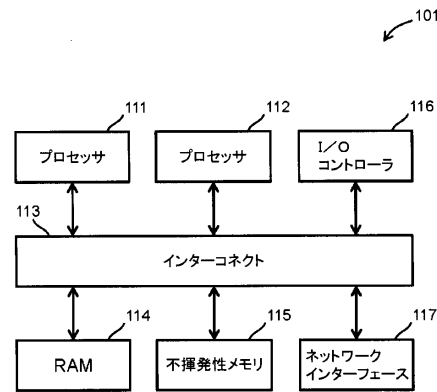 101
111
112
116
プロセッサ
プロセッサ
I／O
コントローラ
113
インターコネクト
114
115
117
RAM
不揮発性メモリ
ネットワーク
インターフェース